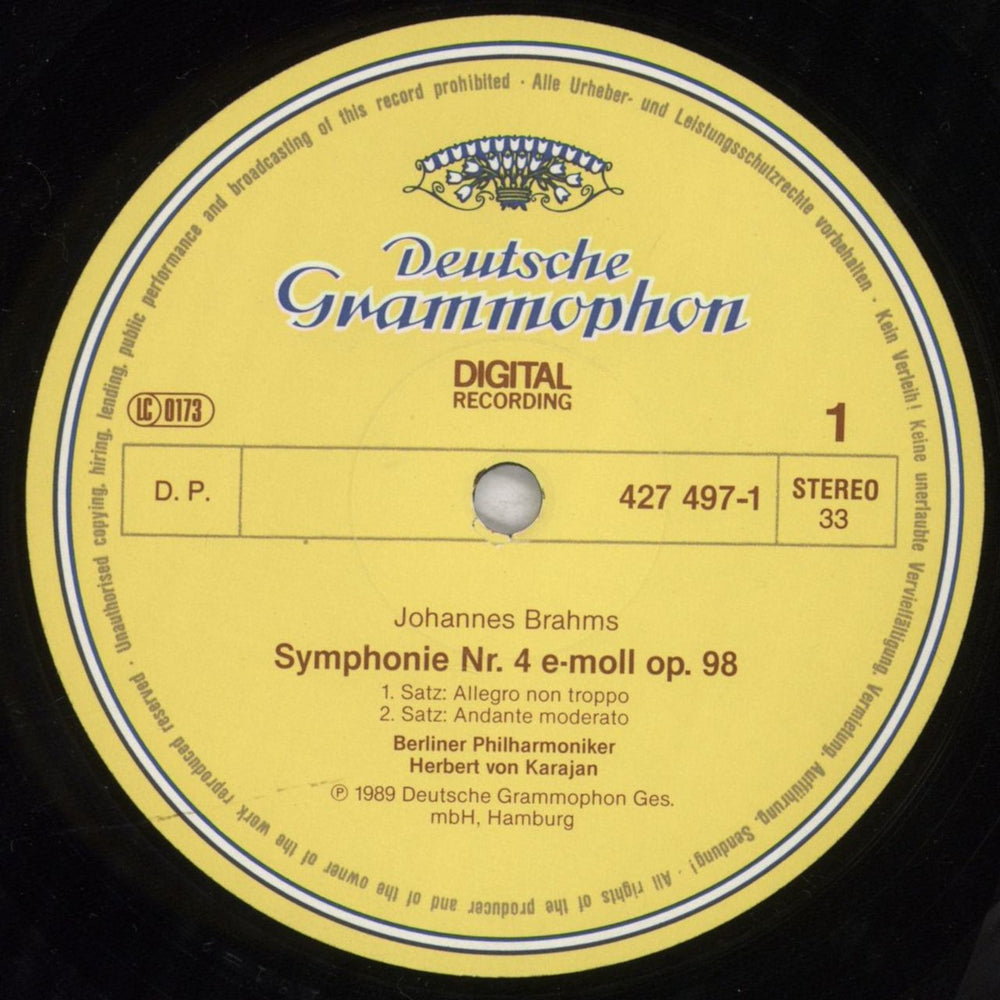 Unauthorised copying, hiring, lending, public performance and broadcasting of this record prohibited · Alle Urheber- und Leistungsschutzrechte vorbehalten · Kein Verleih! Keine unerlaubte Vervielfältigung, Vermietung, Aufführung, Sendung! · All rights of the producer and of the owner of the work reproduced reserved ·
Deutsche
Grammophon
DIGITAL
RECORDING
LC 0173
1
D. P.
427 497-1
STEREO
33
Johannes Brahms
Symphonie Nr. 4 e-moll op. 98
1. Satz: Allegro non troppo
2. Satz: Andante moderato
Berliner Philharmoniker
Herbert von Karajan
℗ 1989 Deutsche Grammophon Ges.
mbH, Hamburg